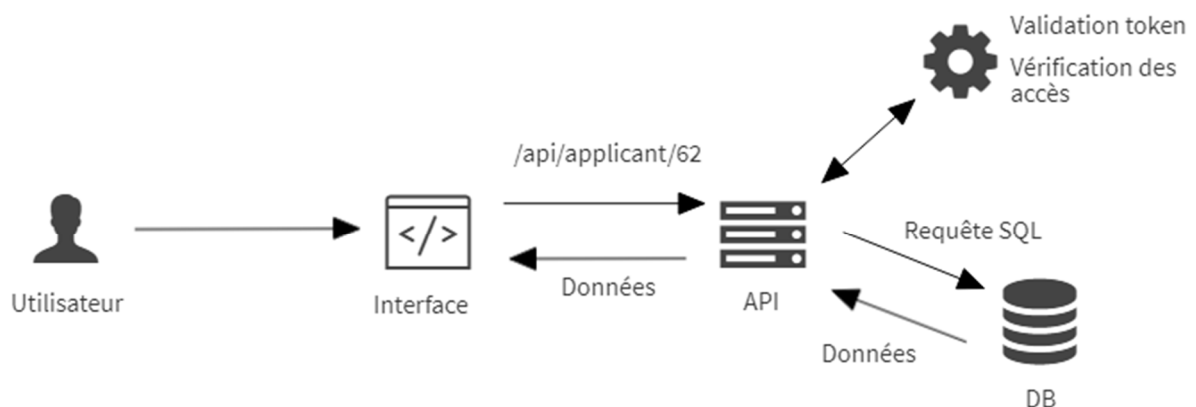 Validation token
Vérification des
accès
/api/applicant/62
</>
Requête SQL
Données
Utilisateur
Interface
API
Données
DB